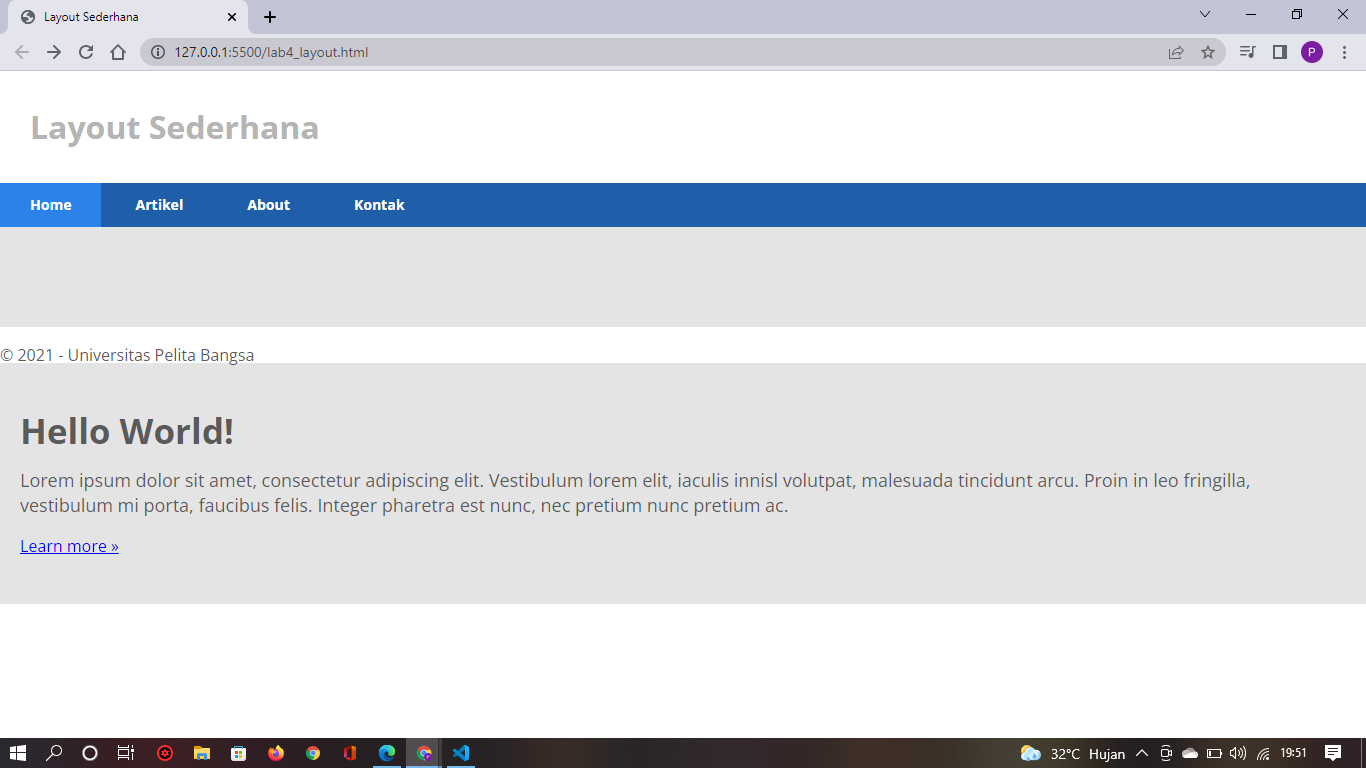 Layout Sederhana
127.0.0.1:5500/lab4_layout.html
P
Layout Sederhana
Home Artikel About Kontak
© 2021 - Universitas Pelita Bangsa
Hello World!
Lorem ipsum dolor sit amet, consectetur adipiscing elit. Vestibulum lorem elit, iaculis innisl volutpat, malesuada tincidunt arcu. Proin in leo fringilla,
vestibulum mi porta, faucibus felis. Integer pharetra est nunc, nec pretium nunc pretium ac.
Learn more »
32°C Hujan 19:51